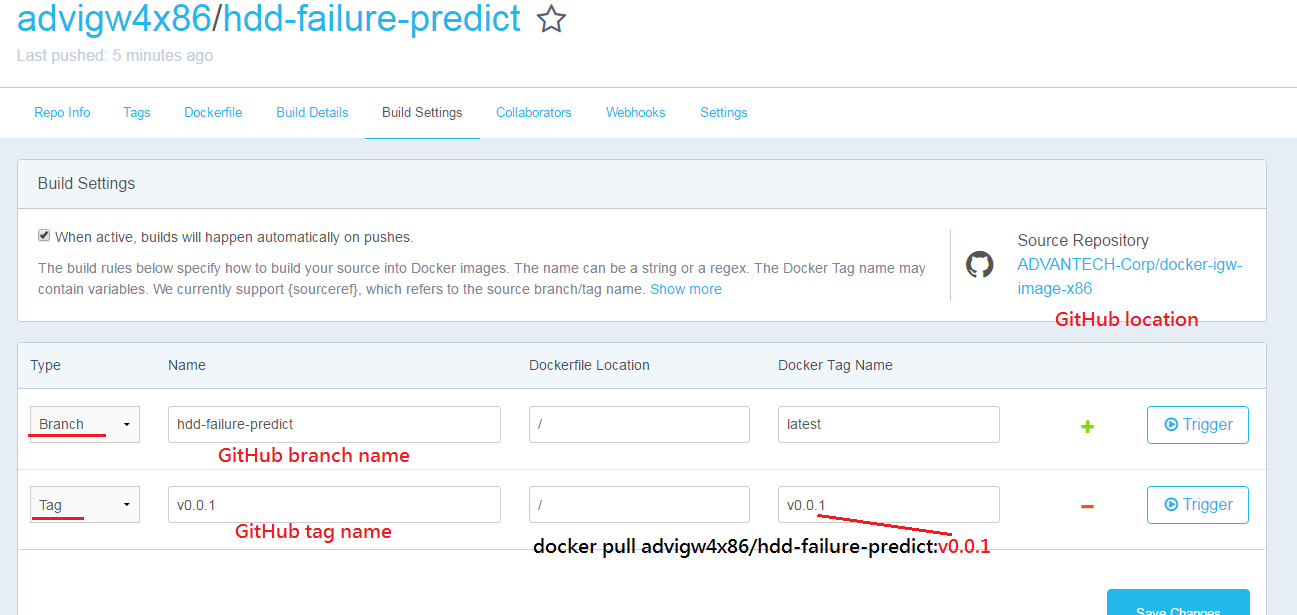 advigw4x86/hdd-failure-predict
Last pushed: 5 minutes ago
Repo Info Tags Dockerfile Build Details Build Settings Collaborators Webhooks Settings
Build Settings
When active, builds will happen automatically on pushes.
The build rules below specify how to build your source into Docker images. The name can be a string or a regex. The Docker Tag name may
contain variables. We currently support {sourceref}, which refers to the source branch/tag name. Show more
Source Repository
ADVANTECH-Corp/docker-igw-
image-x86
GitHub location
Type Name Dockerfile Location Docker Tag Name
Branch hdd-failure-predict / latest Trigger
GitHub branch name
Tag v0.0.1 / v0.0.1 Trigger
GitHub tag name
docker pull advigw4x86/hdd-failure-predict:v0.0.1
Save Changes